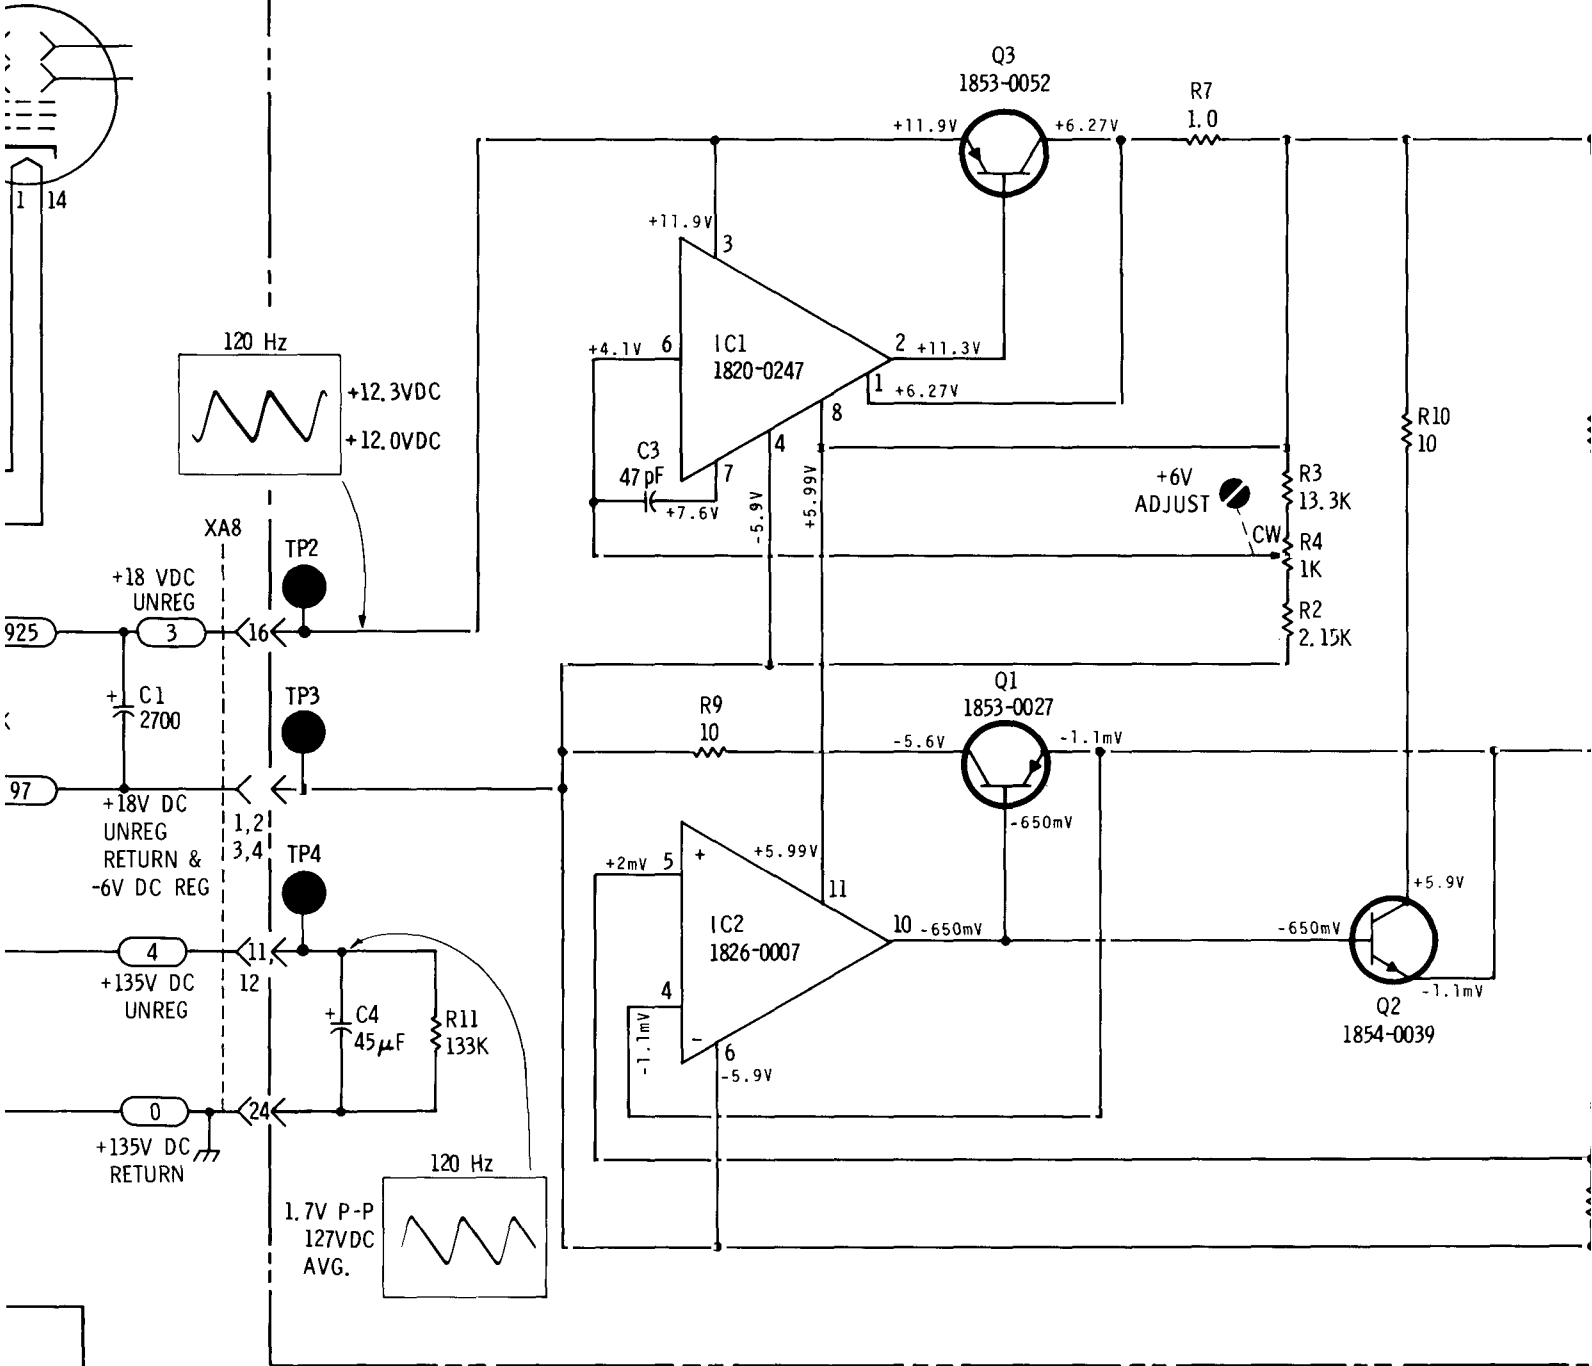 Q3
1853-0052
R7
1.0
+11.9V
+6.27V
1
14
+11.9V
3
120 Hz
+12.3VDC
+12.0VDC
+4.1V
6
IC1
1820-0247
2
+11.3V
1
+6.27V
8
4
7
C3
47pF
+7.6V
-5.9V
+5.99V
R10
10
+6V
ADJUST
CW
R3
13.3K
R4
1K
R2
2.15K
XA8
TP2
+18 VDC
UNREG
925
3
16
C1
2700
+
K
TP3
R9
10
Q1
1853-0027
-5.6V
-1.1mV
-650mV
97
+18V DC
UNREG
RETURN &
-6V DC REG
1,2
3,4
TP4
+2mV
5
+
+5.99V
11
IC2
1826-0007
10
-650mV
-650mV
+5.9V
Q2
1854-0039
-1.1mV
4
-1.1mV
-
6
-5.9V
4
11
12
+135V DC
UNREG
+
C4
45μF
R11
133K
0
24
+135V DC
RETURN
120 Hz
1.7V P-P
127VDC
AVG.